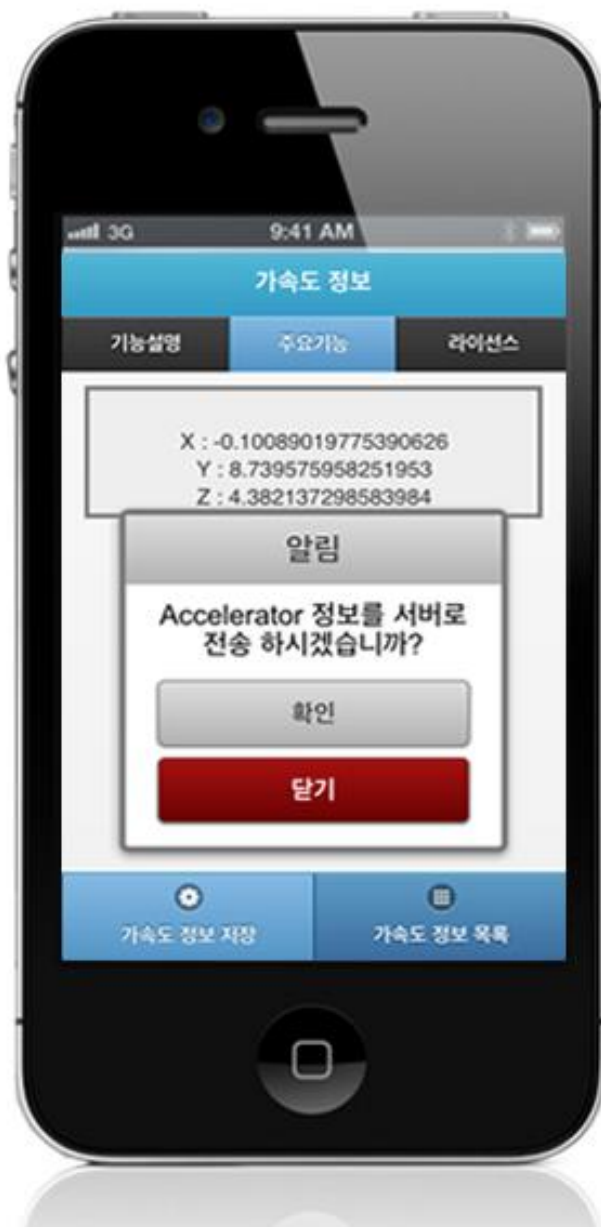 3G 9:41 AM
가속도 정보
기능설명 주요기능 라이선스
X : -0.10089019775390626
Y : 8.739575958251953
Z : 4.382137298583984
알림
Accelerator 정보를 서버로
전송 하시겠습니까?
확인
닫기
가속도 정보 저장 가속도 정보 목록